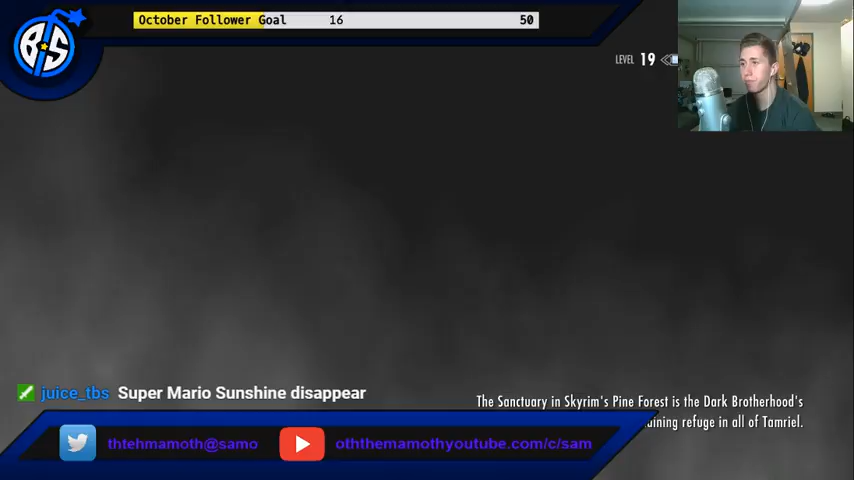 October Follower Goal 16 50
BS
LEVEL 19
juice_tbs Super Mario Sunshine disappear
The Sanctuary in Skyrim's Pine Forest is the Dark Brotherhood's
refuge in all of Tamriel.
thtehmamoth@samo
oththemamothyoutube.com/c/sam